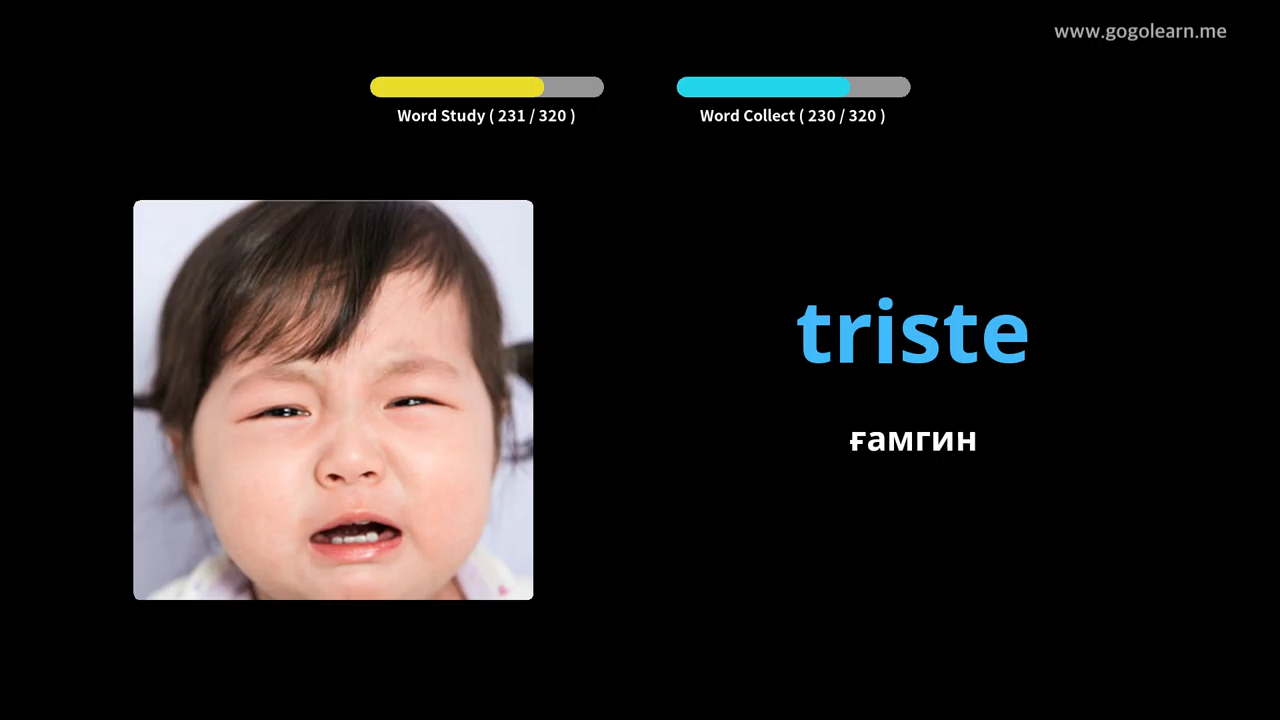 www.gogolearn.me
Word Study ( 231 / 320 )
Word Collect ( 230 / 320 )
triste
ғамгин